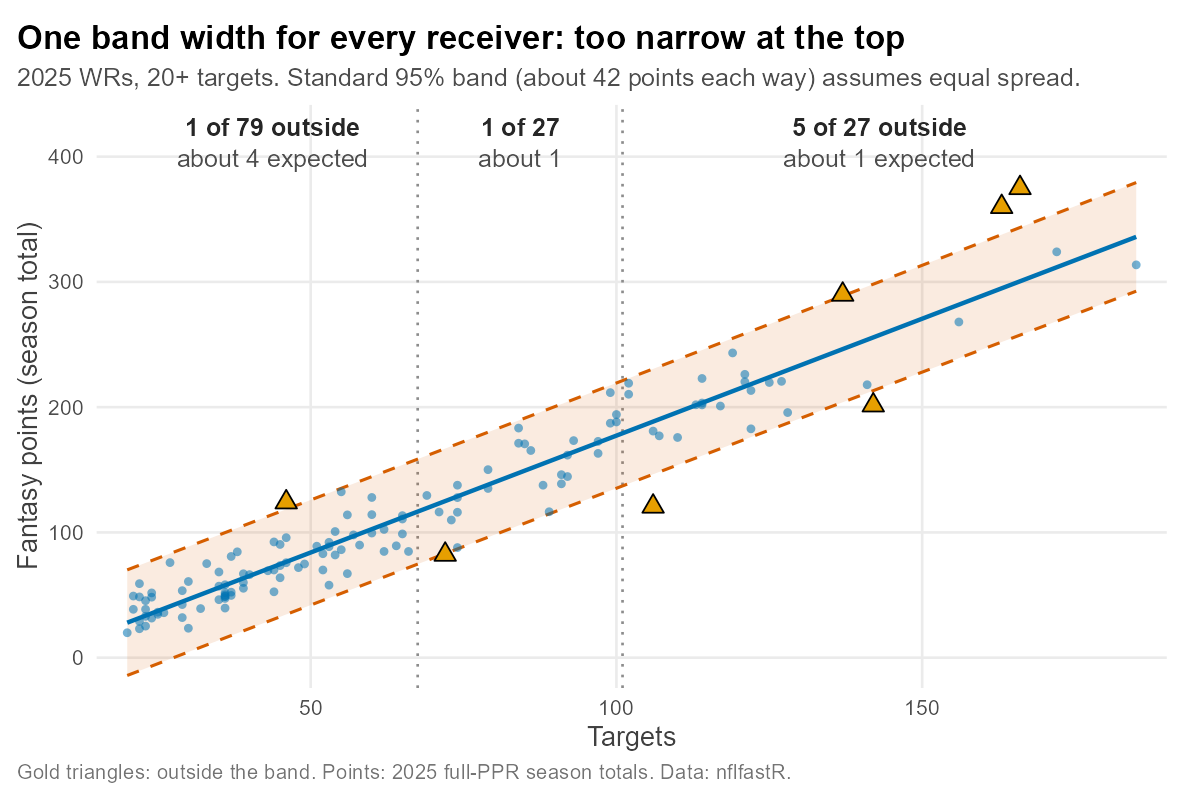 One band width for every receiver: too narrow at the top
2025 WRs, 20+ targets. Standard 95% band (about 42 points each way) assumes equal spread.
1 of 79 outside
about 4 expected
1 of 27
about 1
5 of 27 outside
about 1 expected
Fantasy points (season total)
400
300
200
100
0
50
100
150
Targets
Gold triangles: outside the band. Points: 2025 full-PPR season totals. Data: nflfastR.